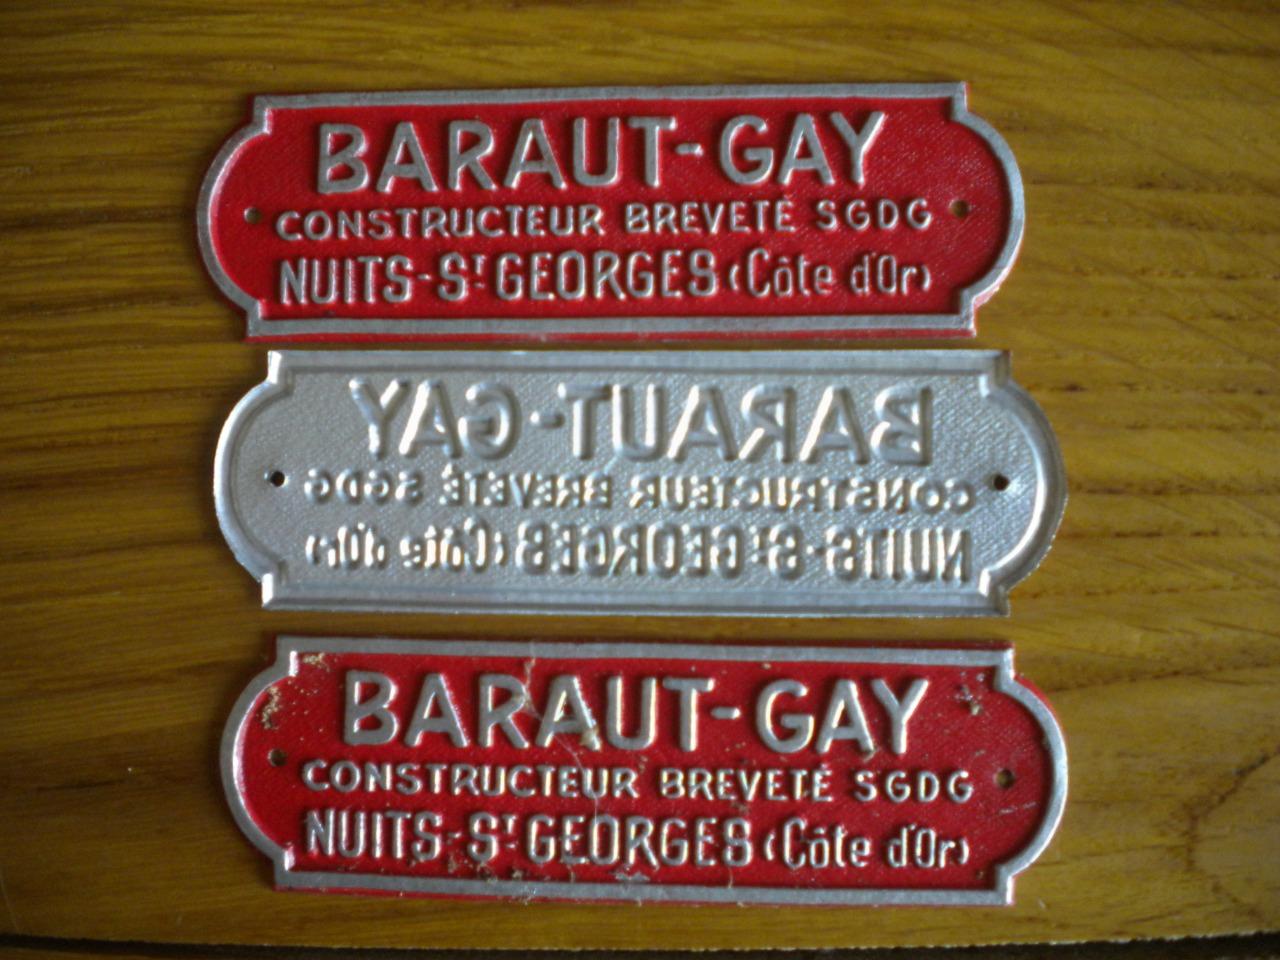 BARAUT-GAY
CONSTRUCTEUR BREVETÉ SGDG
NUITS-ST GEORGES (Côte d'Or)
BARAUT-GAY
CONSTRUCTEUR BREVETÉ SGDG
NUITS-ST GEORGES (Côte d'Or)
BARAUT-GAY
CONSTRUCTEUR BREVETÉ SGDG
NUITS-ST GEORGES (Côte d'Or)